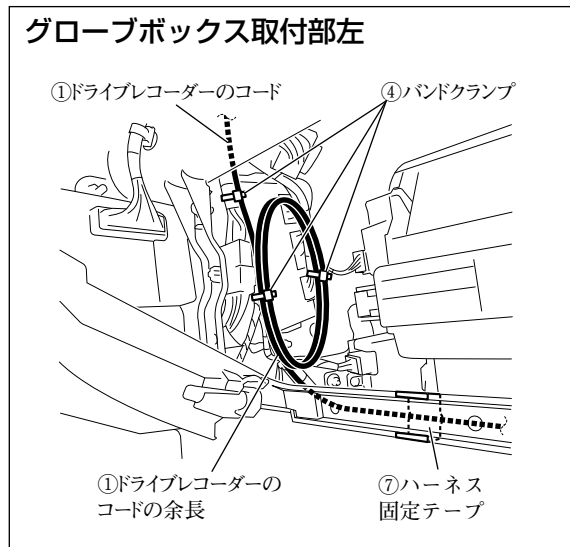 グローブボックス取付部左
①ドライブレコーダーのコード
④バンドクランプ
①ドライブレコーダーの
コードの余長
⑦ハーネス
固定テープ